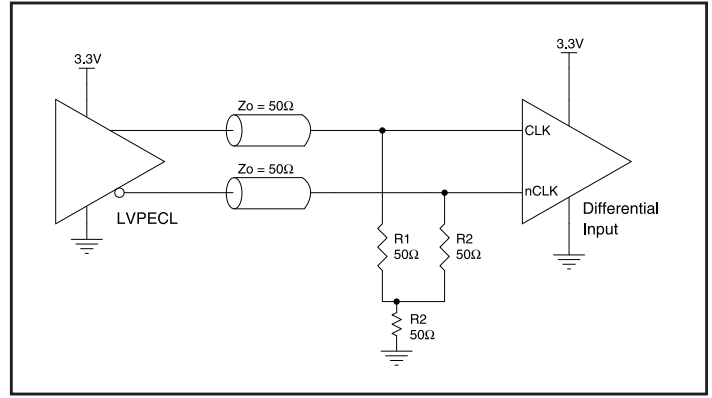 3.3V
3.3V
Zo = 50Ω
CLK
Zo = 50Ω
nCLK
LVPECL
Differential
Input
R1
50Ω
R2
50Ω
R2
50Ω